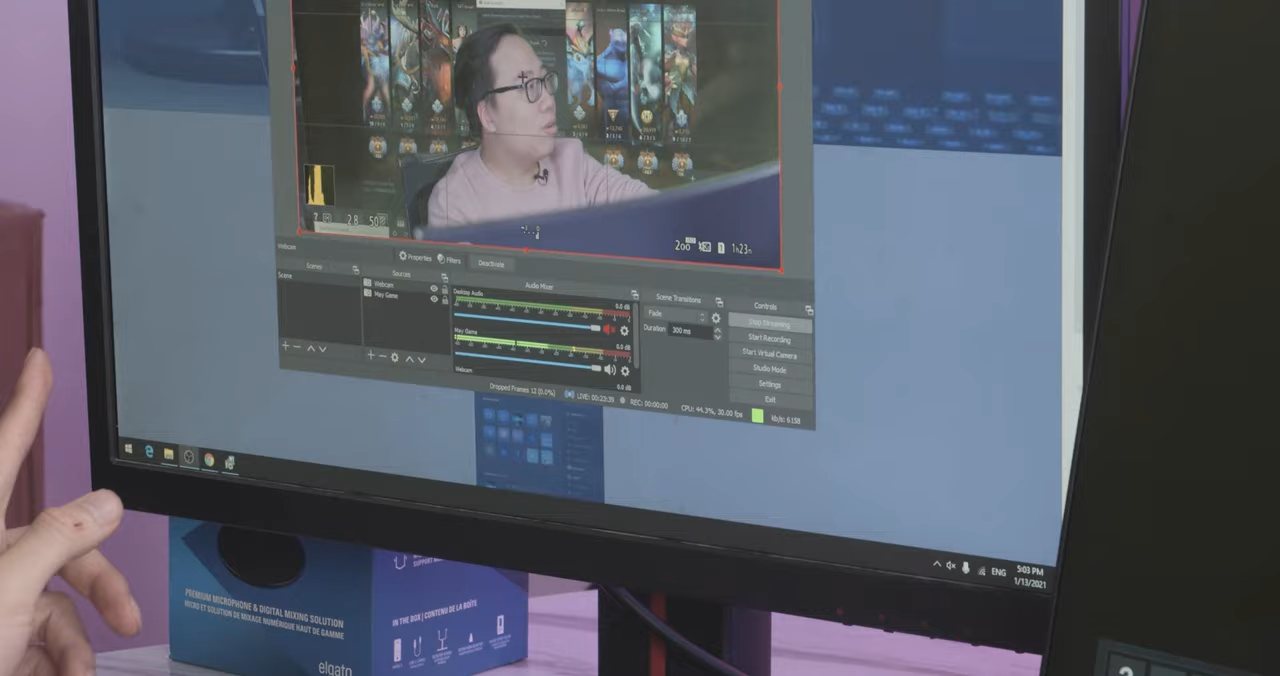 200
1h23m
Webcam
Properties
Filters
Deactivate
Scenes
Scene
Sources
Webcam
May Game
Audio Mixer
Desktop Audio
0.0 dB
May Game
0.0 dB
Webcam
0.0 dB
Scene Transitions
Fade
Duration 300 ms
Controls
Stop Streaming
Start Recording
Start Virtual Camera
Studio Mode
Settings
Exit
Dropped Frames 12 (0.0%)
LIVE: 00:23:39
REC: 00:00:00
CPU: 44.3%, 30.00 fps
kb/s: 6158
ENG
5:03 PM
1/13/2021
PREMIUM MICROPHONE & DIGITAL MIXING SOLUTION
MICRO ET SOLUTION DE MIXAGE NUMÉRIQUE HAUT DE GAMME
elgato
IN THE BOX | CONTENU DE LA BOÎTE